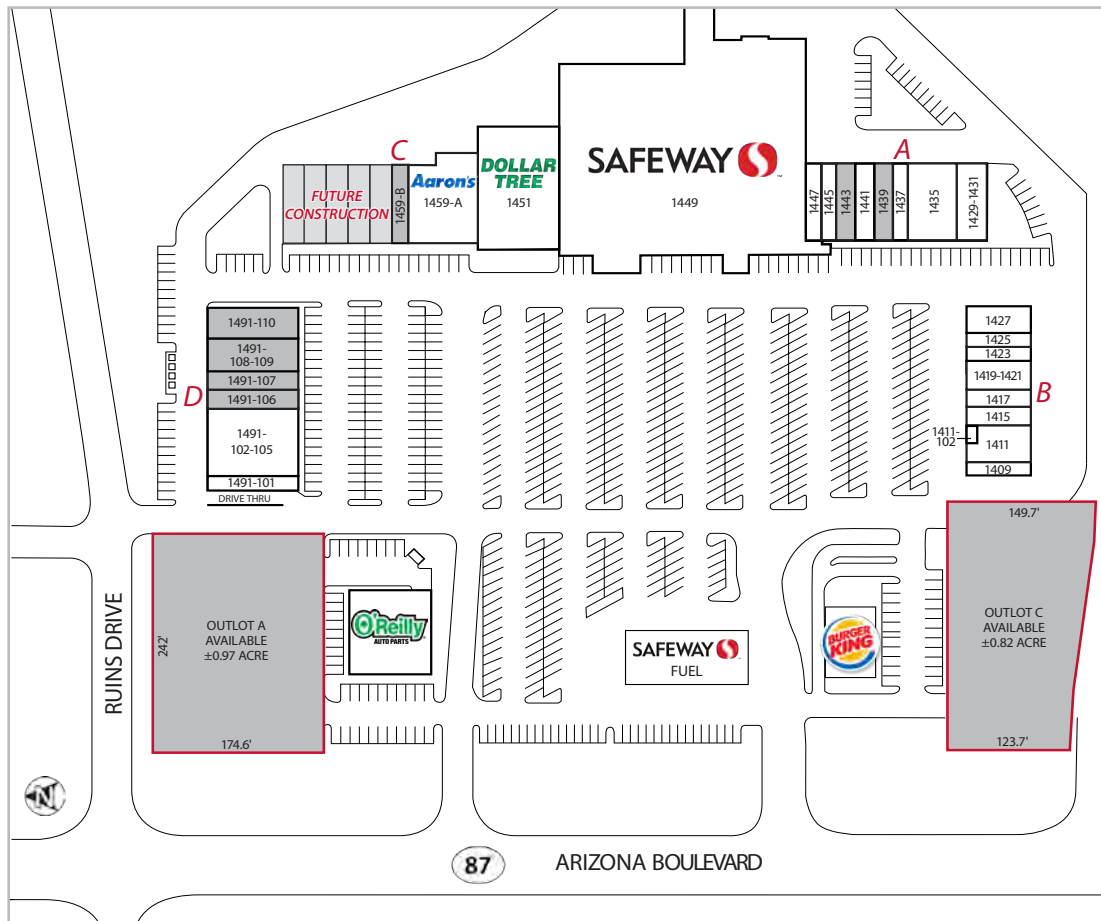 C
A
SAFEWAY
1449
DOLLAR
TREE
1451
Aaron's
1459-A
1459-B
FUTURE
CONSTRUCTION
1447
1445
1443
1441
1439
1437
1435
1429-1431
D
1491-110
1491-
108-109
1491-107
1491-106
1491-
102-105
1491-101
DRIVE THRU
B
1427
1425
1423
1419-1421
1417
1415
1411-
102
1411
1409
RUINS DRIVE
242'
OUTLOT A
AVAILABLE
±0.97 ACRE
174.6'
O'Reilly
AUTO PARTS
SAFEWAY
FUEL
BURGER
KING
149.7'
OUTLOT C
AVAILABLE
±0.82 ACRE
123.7'
N
87
ARIZONA BOULEVARD